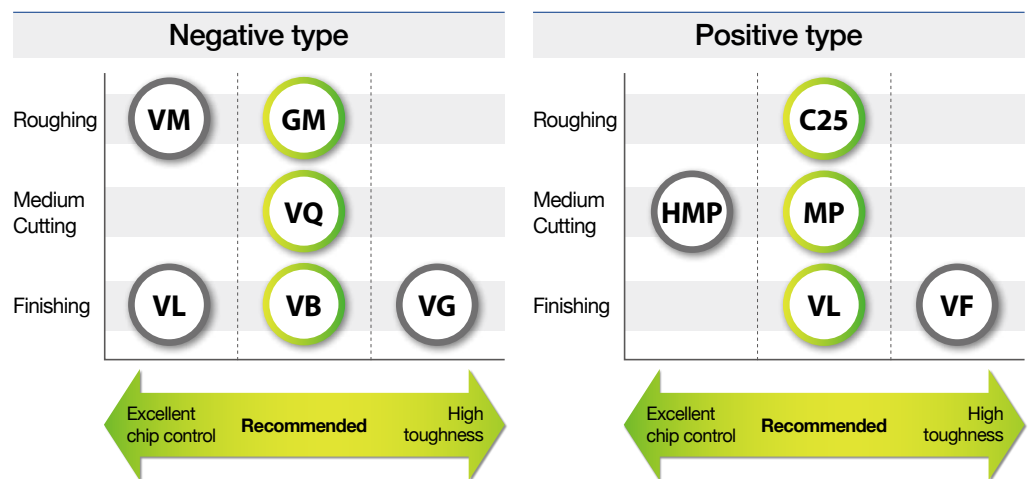 Negative type
Roughing
VM
GM
Medium
Cutting
VQ
Finishing
VL
VB
VG
Excellent
chip control
Recommended
High
toughness
Positive type
Roughing
C25
Medium
Cutting
HMP
MP
Finishing
VL
VF
Excellent
chip control
Recommended
High
toughness